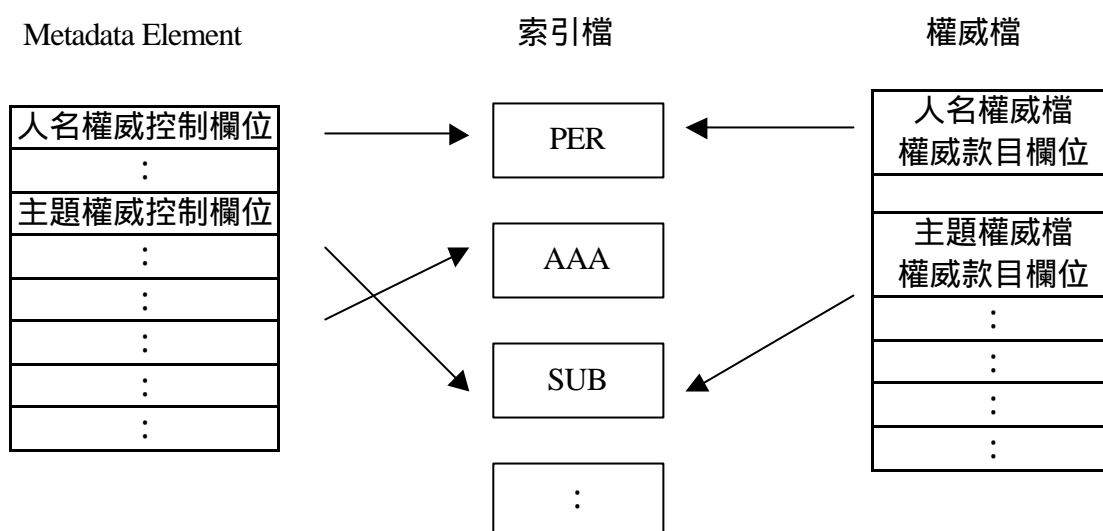 Metadata Element
索引檔
權威檔
人名權威控制欄位
：
主題權威控制欄位
：
：
：
：
：
PER
AAA
SUB
：
人名權威檔
權威款目欄位
主題權威檔
權威款目欄位
：
：
：
：